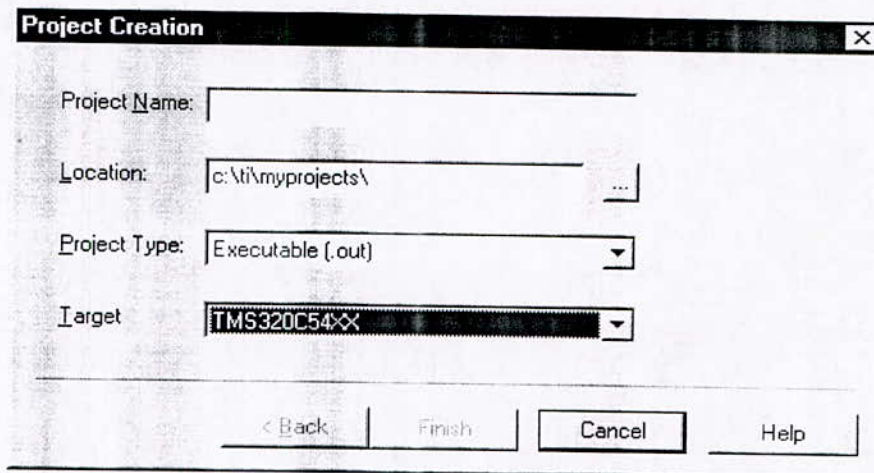 Project Creation
Project Name:
Location: c:\ti\myprojects\ ...
Project Type: Executable (.out)
Target TMS320C54XX
< Back Finish Cancel Help